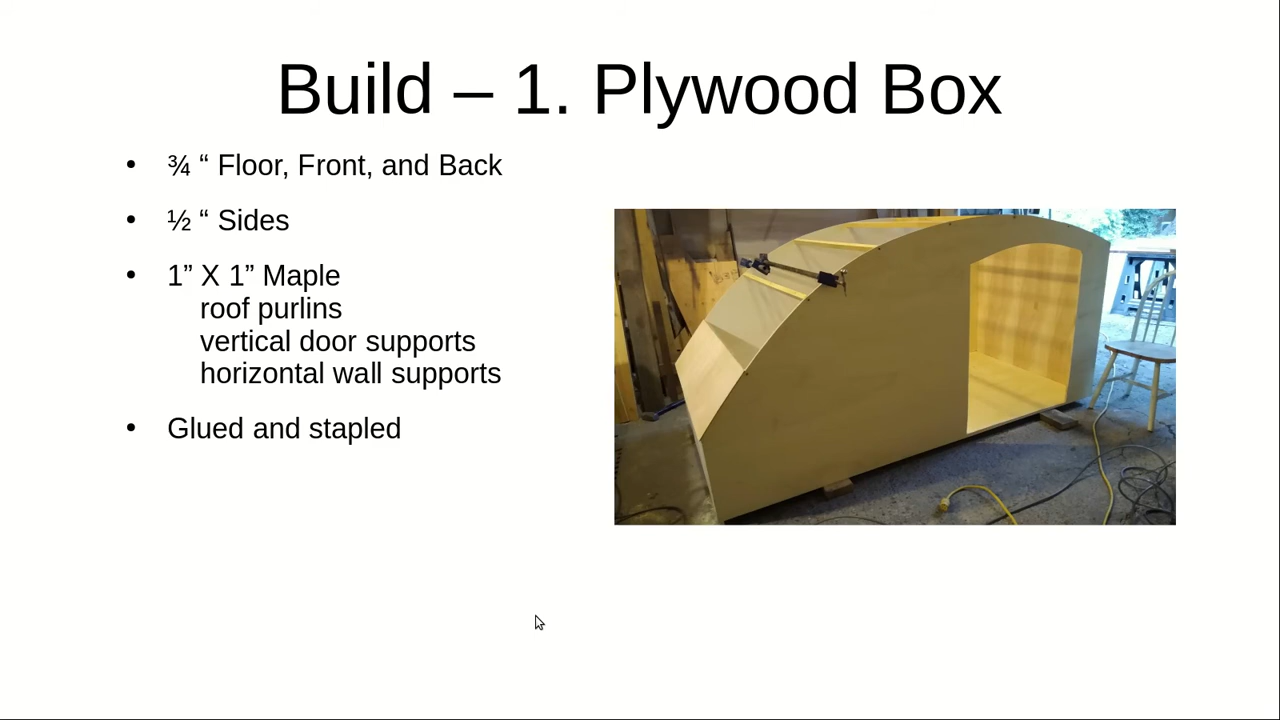 Build – 1. Plywood Box
• ¾ “ Floor, Front, and Back
• ½ “ Sides
• 1” X 1” Maple
roof purlins
vertical door supports
horizontal wall supports
• Glued and stapled